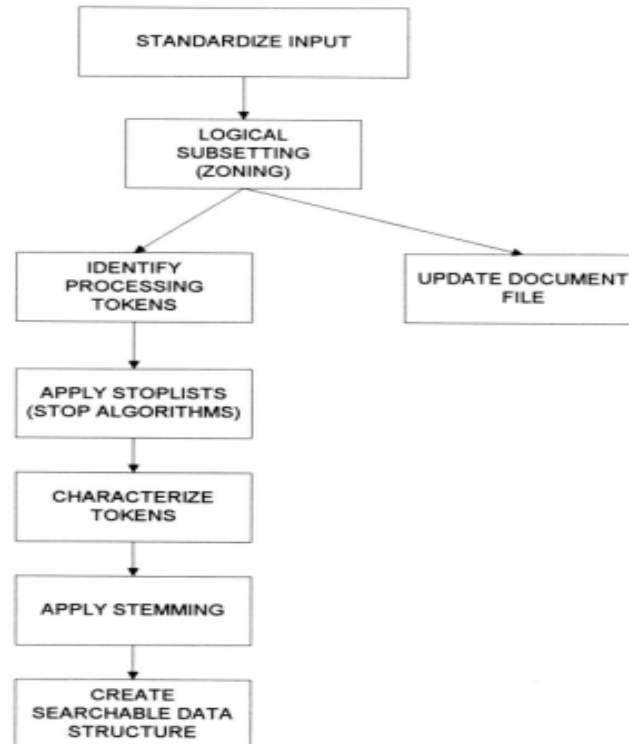 STANDARDIZE INPUT
LOGICAL
SUBSETTING
(ZONING)
IDENTIFY
PROCESSING
TOKENS
UPDATE DOCUMENT
FILE
APPLY STOPLISTS
(STOP ALGORITHMS)
CHARACTERIZE
TOKENS
APPLY STEMMING
CREATE
SEARCHABLE DATA
STRUCTURE